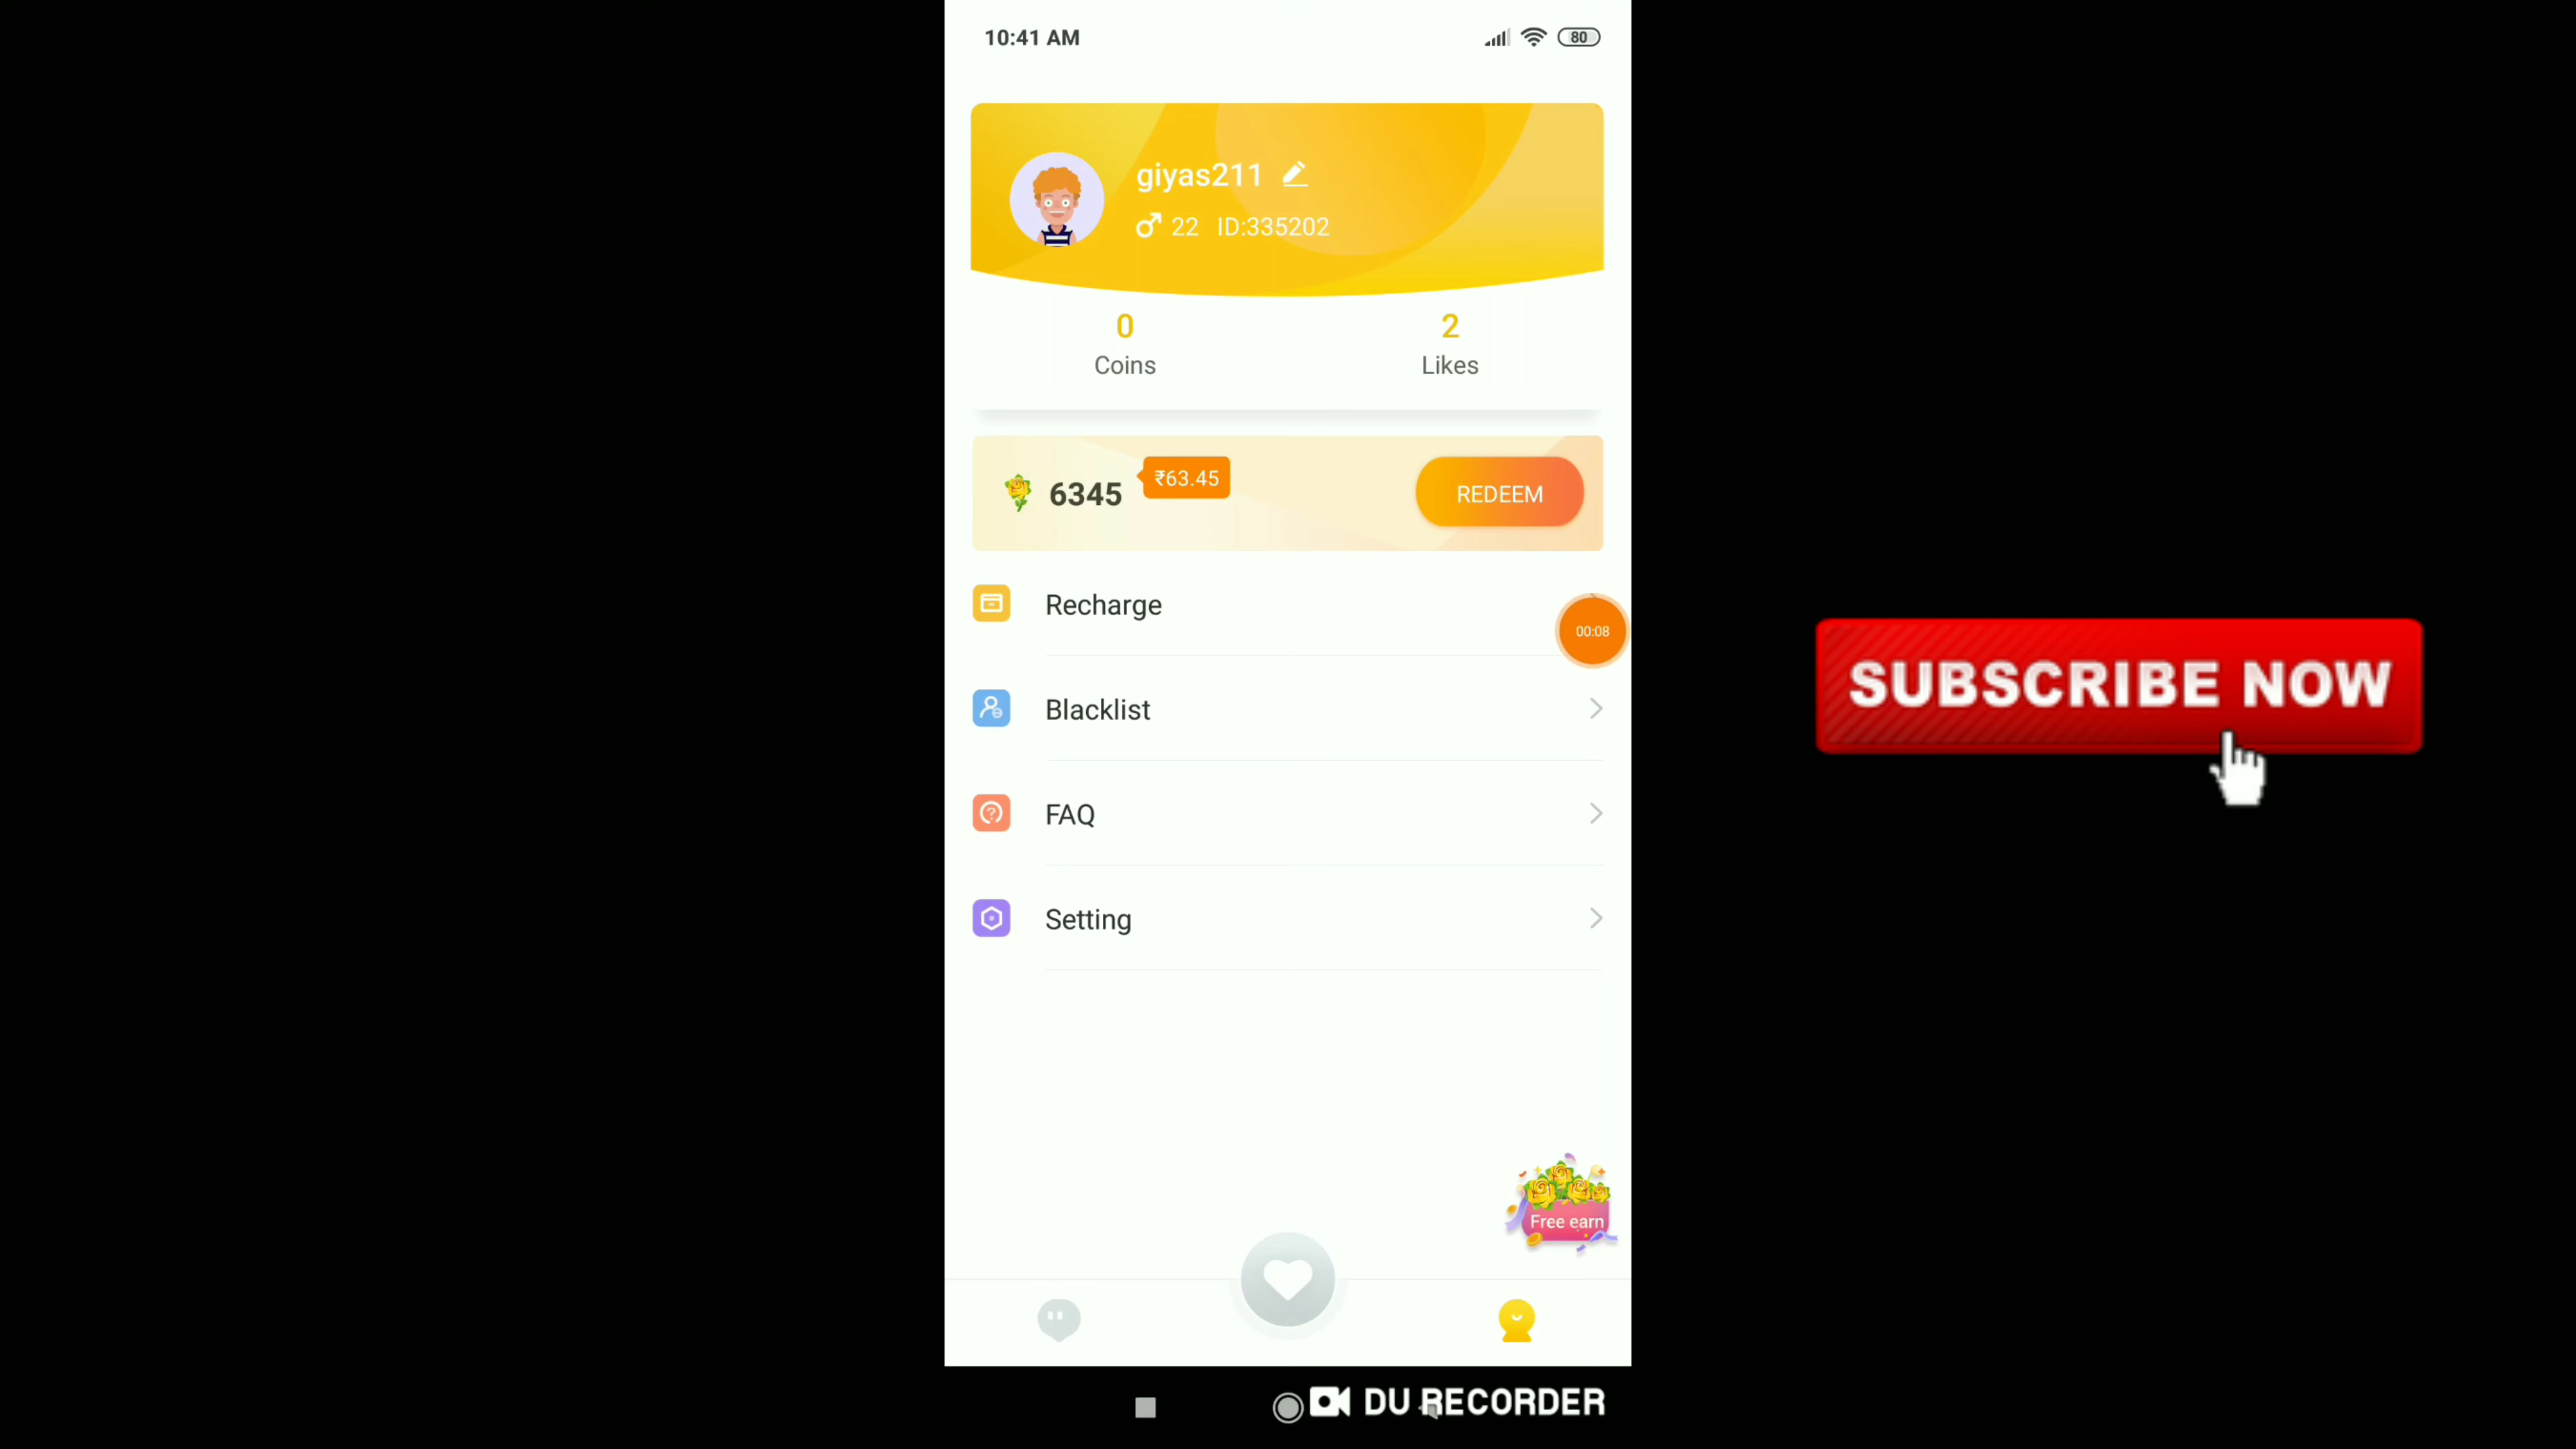 10:41 AM
80
giyas211
22 ID:335202
0
2
Coins
Likes
6345
₹63.45
REDEEM
Recharge
00:08
Blacklist
FAQ
Setting
SUBSCRIBE NOW
Free earn
DU RECORDER